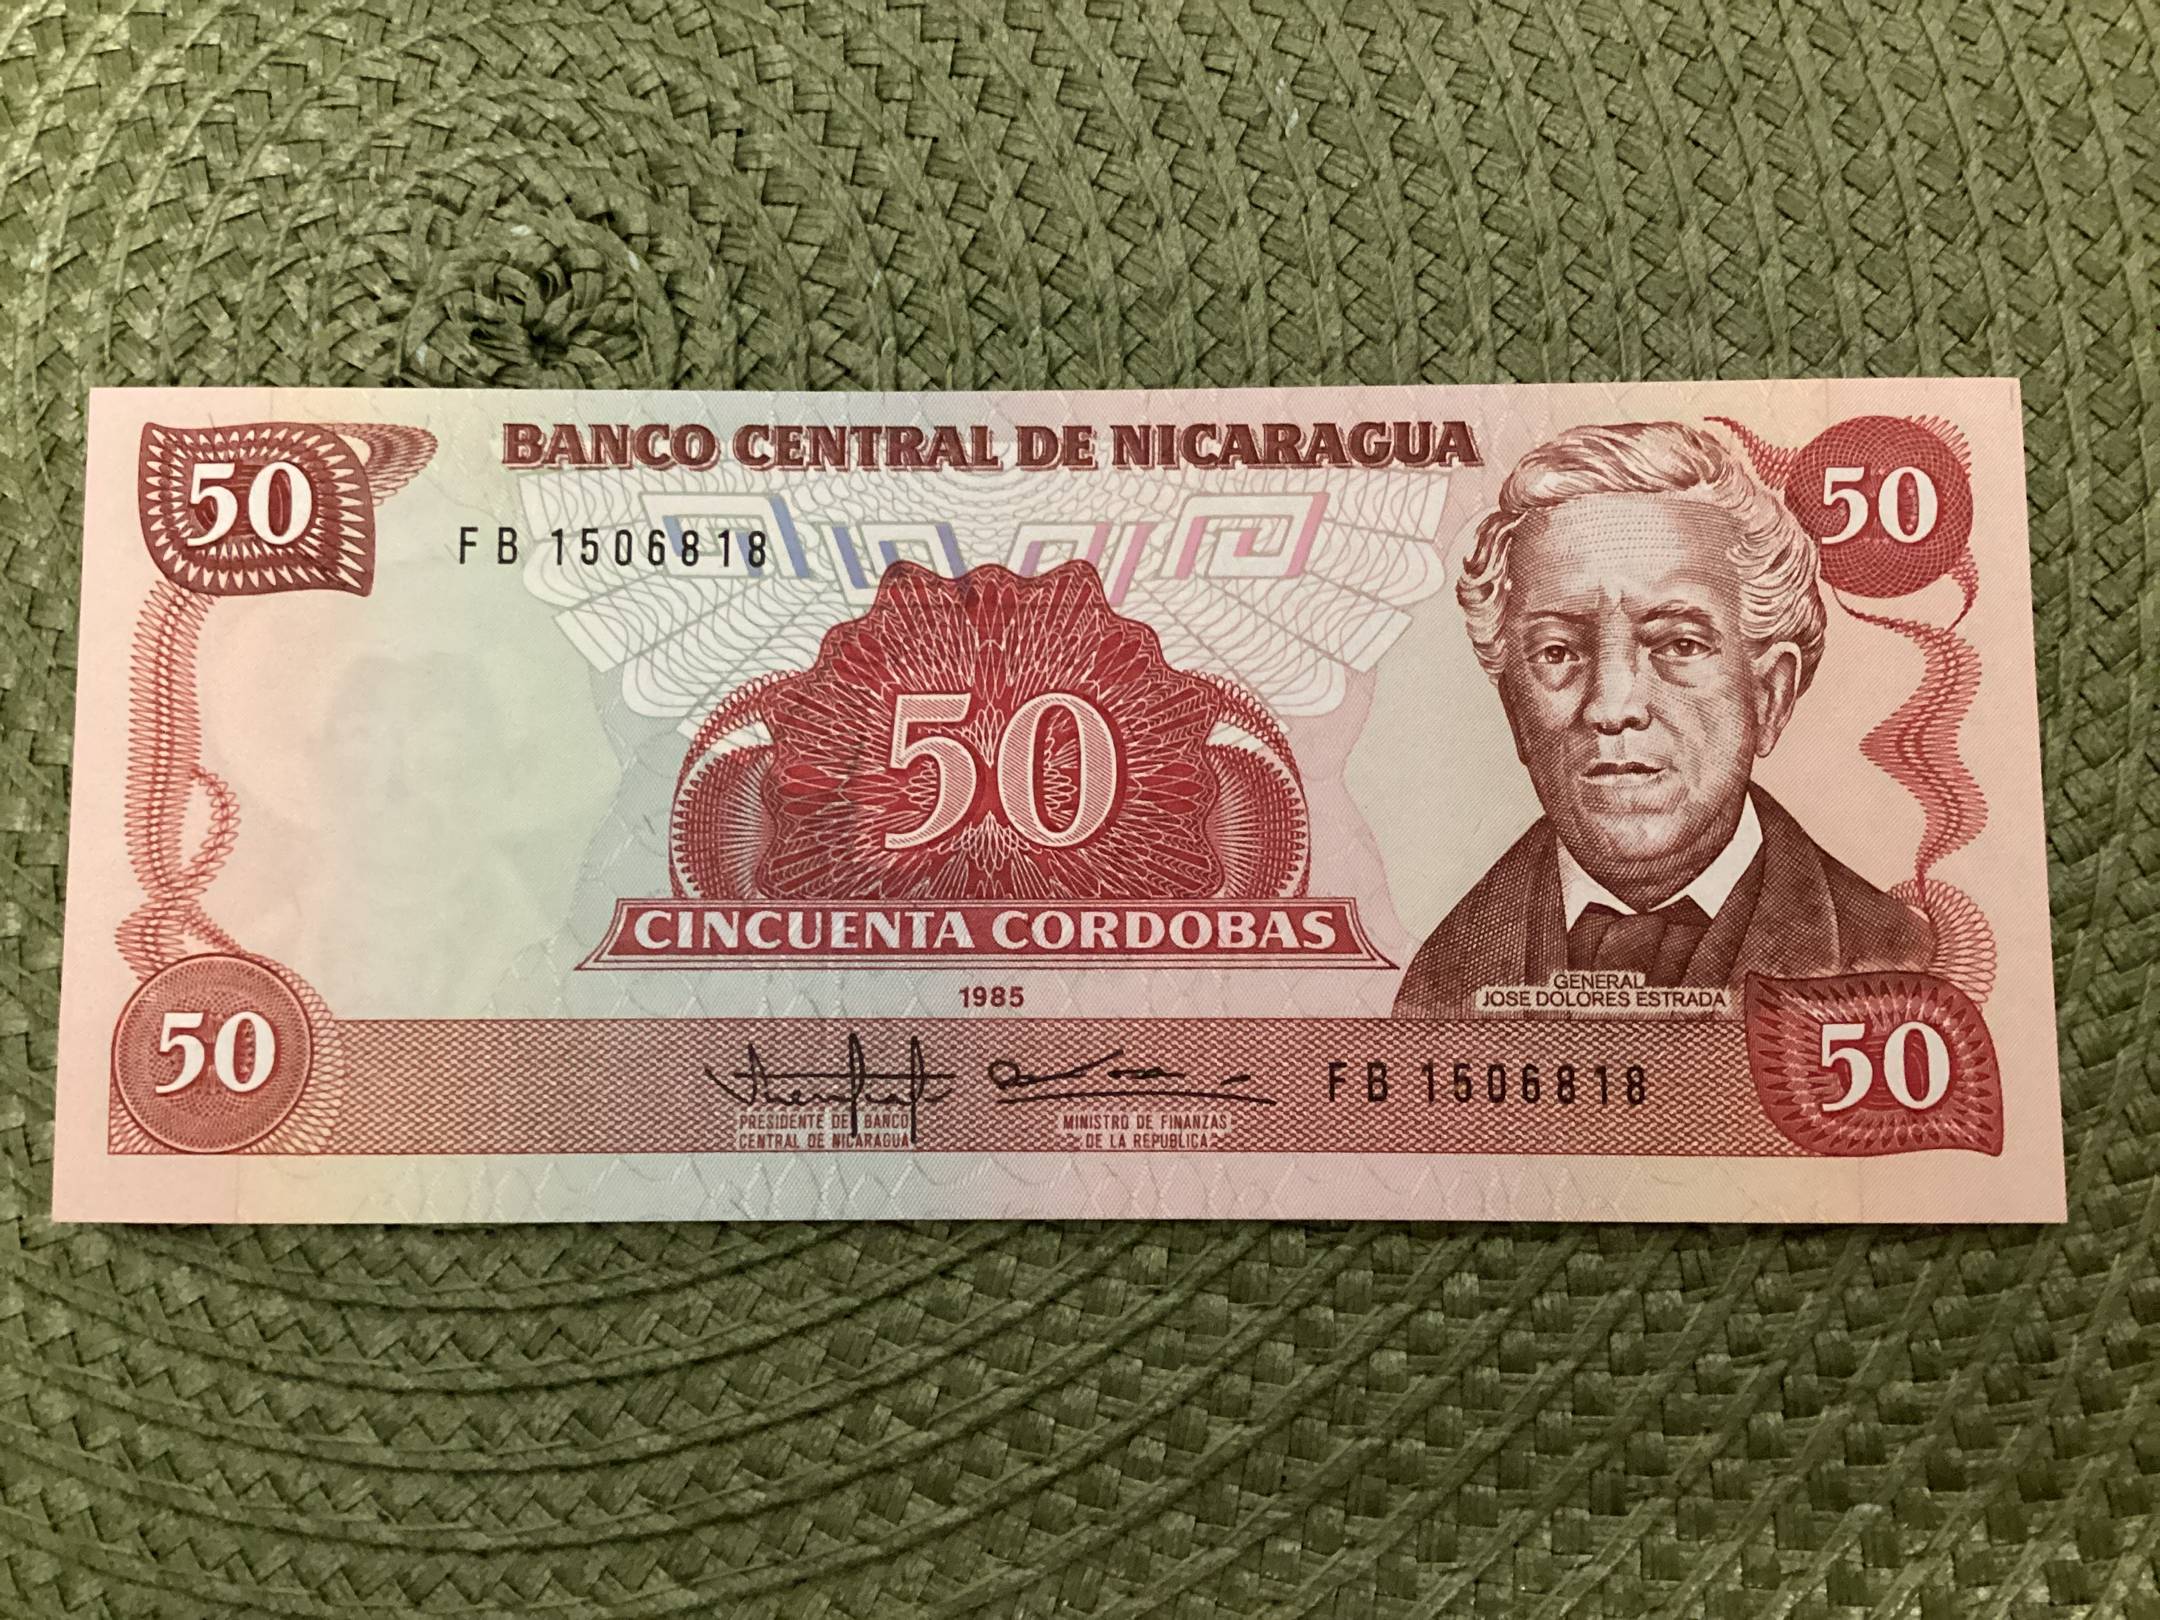 BANCO CENTRAL DE NICARAGUA
50
50
FB 1506818
50
CINCUENTA CORDOBAS
1985
GENERAL
JOSE DOLORES ESTRADA
50
50
FB 1506818
PRESIDENTE DEL BANCO
CENTRAL DE NICARAGUA
MINISTRO DE FINANZAS
DE LA REPUBLICA